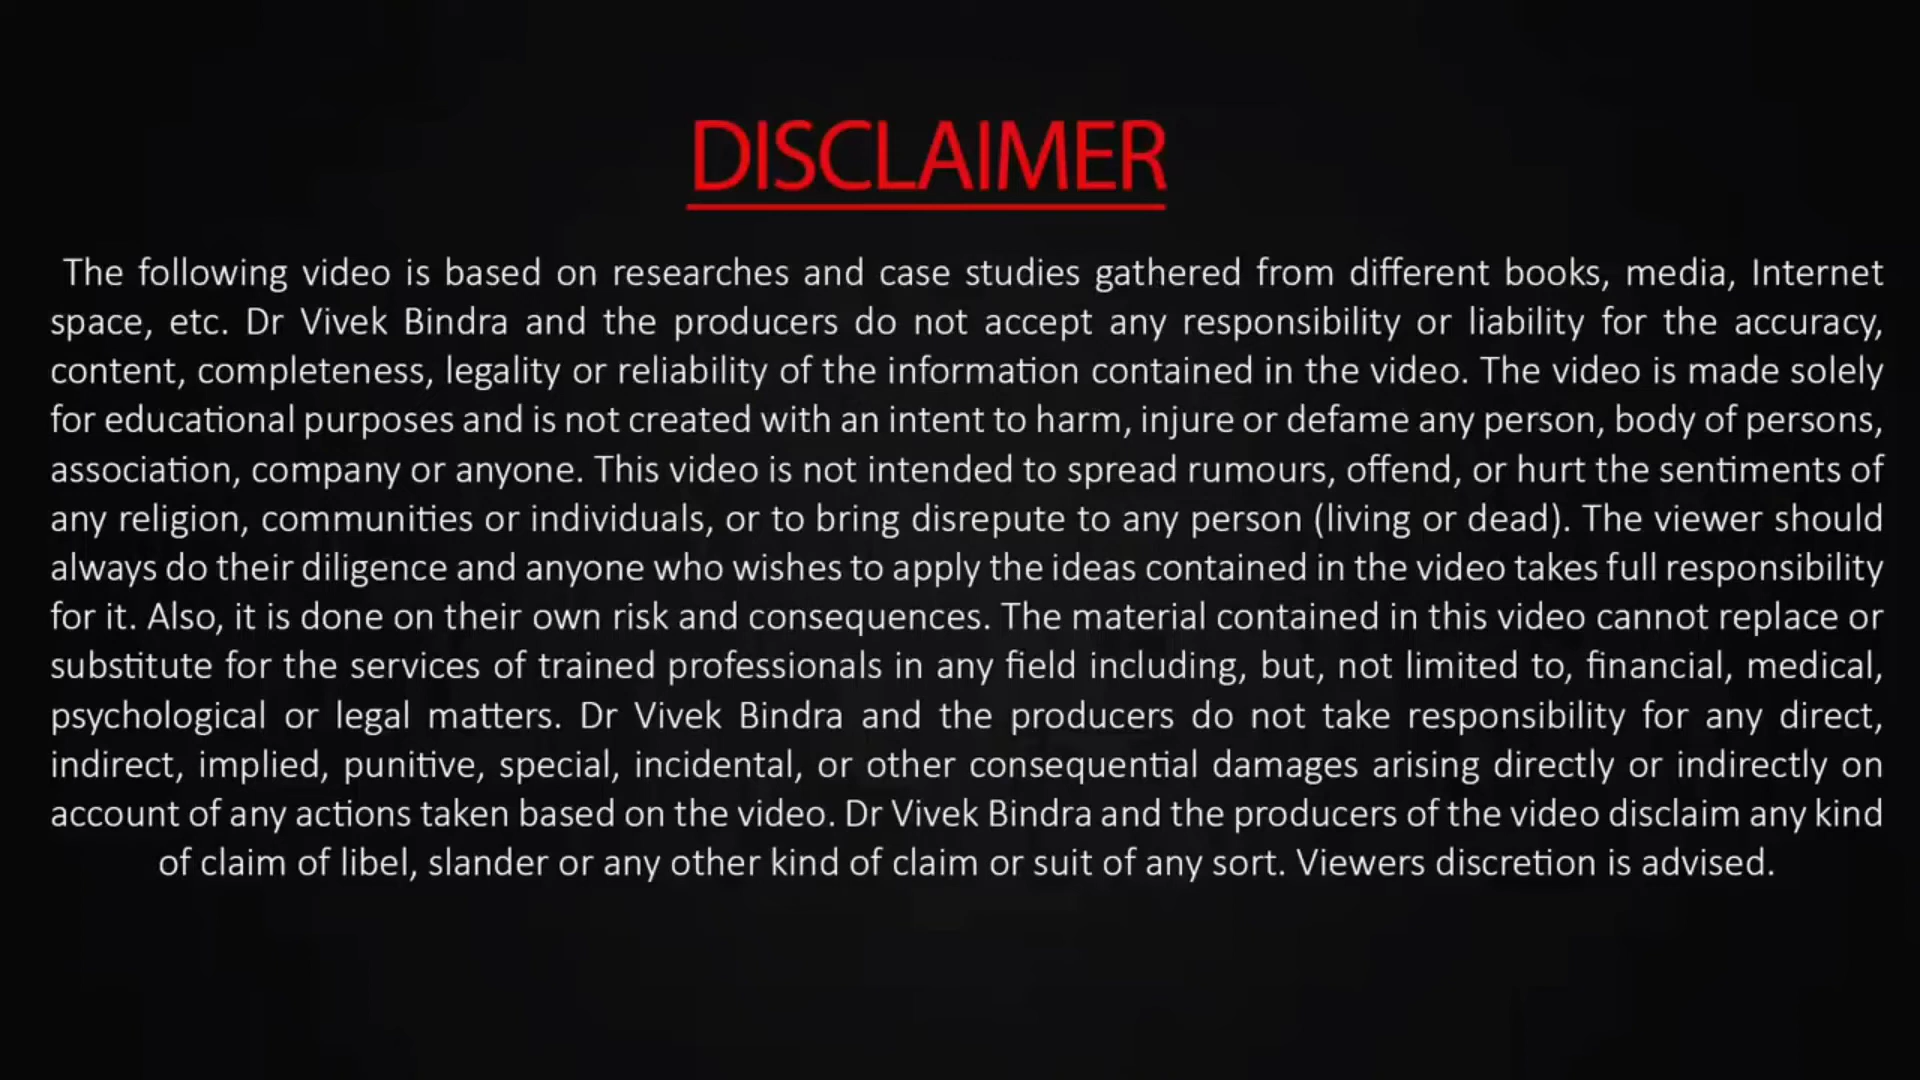 DISCLAIMER
The following video is based on researches and case studies gathered from different books, media, Internet
space, etc. Dr Vivek Bindra and the producers do not accept any responsibility or liability for the accuracy,
content, completeness, legality or reliability of the information contained in the video. The video is made solely
for educational purposes and is not created with an intent to harm, injure or defame any person, body of persons,
association, company or anyone. This video is not intended to spread rumours, offend, or hurt the sentiments of
any religion, communities or individuals, or to bring disrepute to any person (living or dead). The viewer should
always do their diligence and anyone who wishes to apply the ideas contained in the video takes full responsibility
for it. Also, it is done on their own risk and consequences. The material contained in this video cannot replace or
substitute for the services of trained professionals in any field including, but, not limited to, financial, medical,
psychological or legal matters. Dr Vivek Bindra and the producers do not take responsibility for any direct,
indirect, implied, punitive, special, incidental, or other consequential damages arising directly or indirectly on
account of any actions taken based on the video. Dr Vivek Bindra and the producers of the video disclaim any kind
of claim of libel, slander or any other kind of claim or suit of any sort. Viewers discretion is advised.